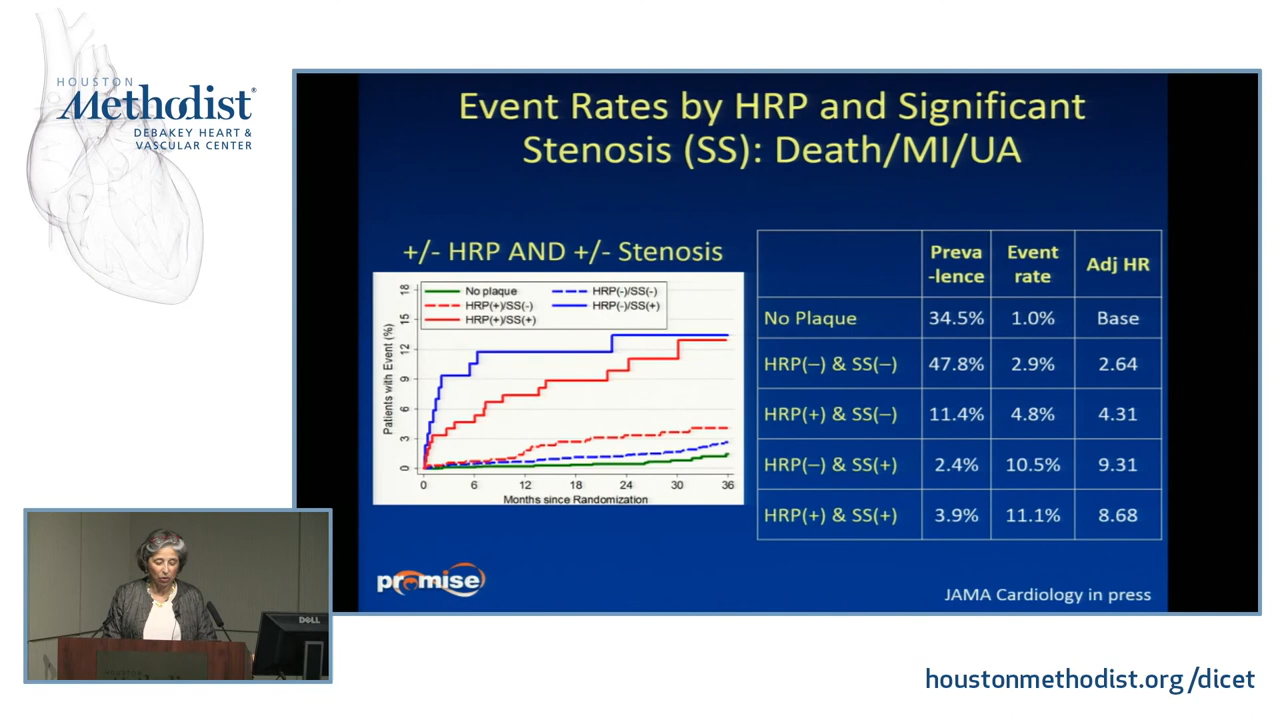 HOUSTON
Methodist®
DEBAKEY HEART &
VASCULAR CENTER
Event Rates by HRP and Significant
Stenosis (SS): Death/MI/UA
+/- HRP AND +/- Stenosis
No plaque HRP(-)/SS(-)
HRP(+)/SS(-) HRP(-)/SS(+)
HRP(+)/SS(+)
Patients with Event (%)
18
15
12
9
6
3
0
0 6 12 18 24 30 36
Months since Randomization
Preva
-lence
Event
rate
Adj HR
No Plaque 34.5% 1.0% Base
HRP(–) & SS(–) 47.8% 2.9% 2.64
HRP(+) & SS(–) 11.4% 4.8% 4.31
HRP(–) & SS(+) 2.4% 10.5% 9.31
HRP(+) & SS(+) 3.9% 11.1% 8.68
promise
JAMA Cardiology in press
DELL
HOUSTON
houstonmethodist.org/dicet